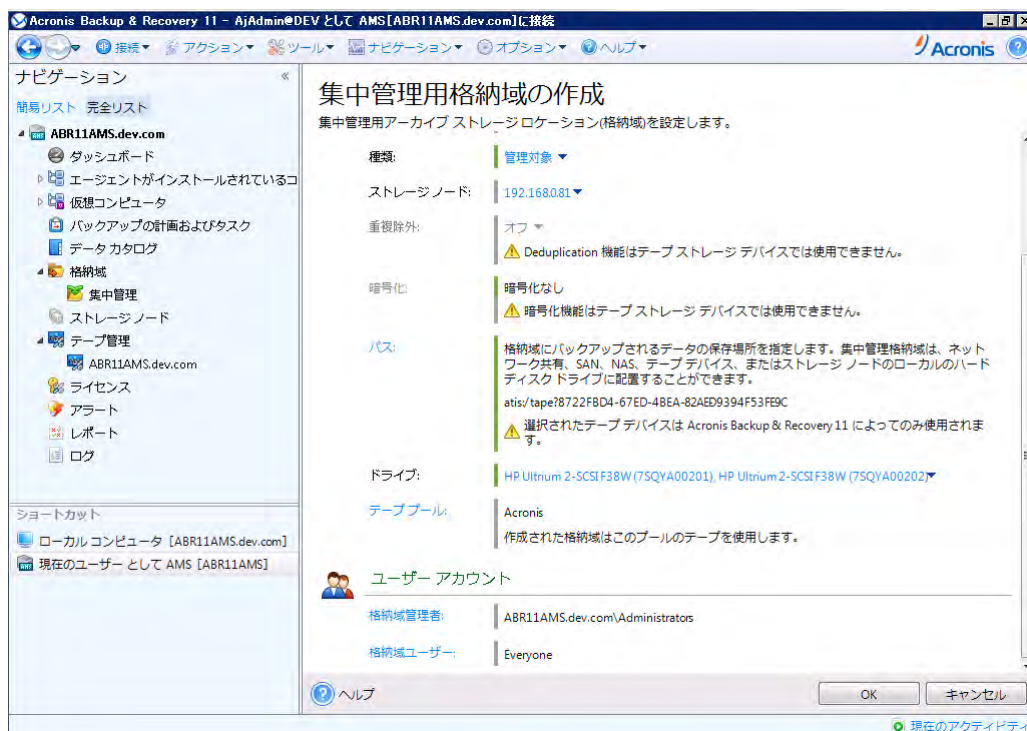 Acronis Backup & Recovery 11 - AjAdmin@DEV として AMS[ABR11AMS.dev.com]に接続
接続 アクション ツール ナビゲーション オプション ヘルプ Acronis
ナビゲーション
簡易リスト 完全リスト
ABR11AMS.dev.com
ダッシュボード
エージェントがインストールされているコ
仮想コンピュータ
バックアップの計画およびタスク
データ カタログ
格納域
集中管理
ストレージ ノード
テープ管理
ABR11AMS.dev.com
ライセンス
アラート
レポート
ログ
ショートカット
ローカル コンピュータ [ABR11AMS.dev.com]
現在のユーザー として AMS [ABR11AMS]
集中管理用格納域の作成
集中管理用アーカイブ ストレージ ロケーション(格納域)を設定します。
種類: 管理対象
ストレージ ノード: 192.168.0.81
重複除外: オフ
Deduplication 機能はテープ ストレージ デバイスでは使用できません。
暗号化: 暗号化なし
暗号化機能はテープ ストレージ デバイスでは使用できません。
パス: 格納域にバックアップされるデータの保存場所を指定します。集中管理格納域は、ネット
ワーク共有、SAN、NAS、テープ デバイス、またはストレージ ノードのローカルのハード
ディスク ドライブに配置することができます。
atis:/tape?8722FBD4-67ED-4BEA-82AED9394F53FE9C
選択されたテープ デバイスは Acronis Backup & Recovery 11 によってのみ使用されま
す。
ドライブ: HP Ultrium 2-SCSI F38W (7SQYA00201), HP Ultrium 2-SCSI F38W (7SQYA00202)
テープ プール: Acronis
作成された格納域はこのプールのテープを使用します。
ユーザー アカウント
格納域管理者: ABR11AMS.dev.com\Administrators
格納域ユーザー: Everyone
ヘルプ OK キャンセル
現在のアクティビティ